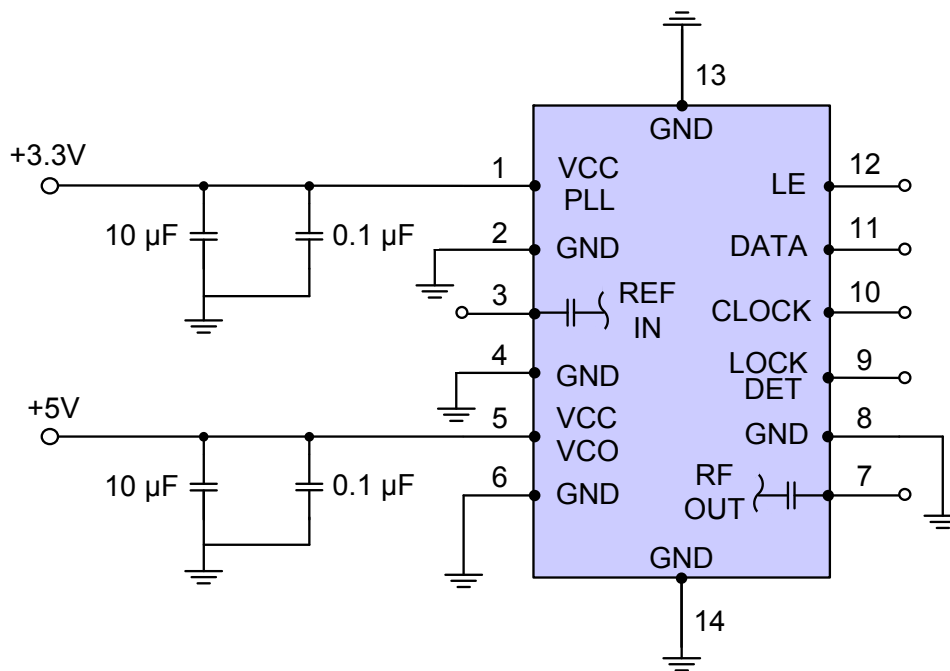 13
GND
+3.3V
1
VCC
PLL
10 µF
0.1 µF
2
GND
3
REF
IN
4
GND
+5V
5
VCC
VCO
10 µF
0.1 µF
6
GND
12
LE
11
DATA
10
CLOCK
9
LOCK
DET
8
GND
7
RF
OUT
GND
14